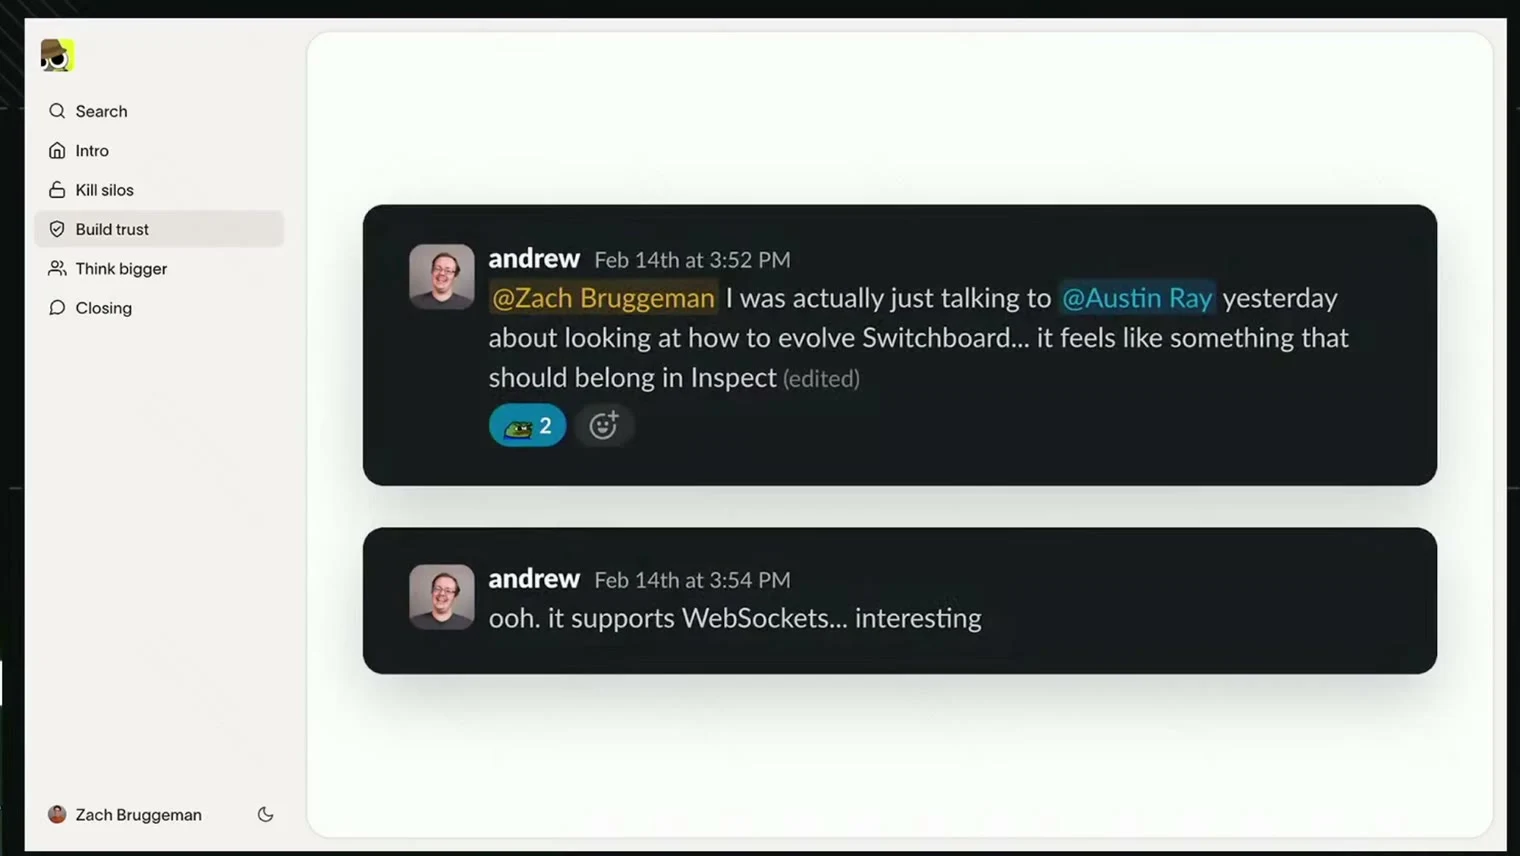 Search
Intro
Kill silos
Build trust
Think bigger
Closing
Zach Bruggeman
andrew Feb 14th at 3:52 PM
@Zach Bruggeman I was actually just talking to @Austin Ray yesterday
about looking at how to evolve Switchboard... it feels like something that
should belong in Inspect (edited)
2
andrew Feb 14th at 3:54 PM
ooh. it supports WebSockets... interesting